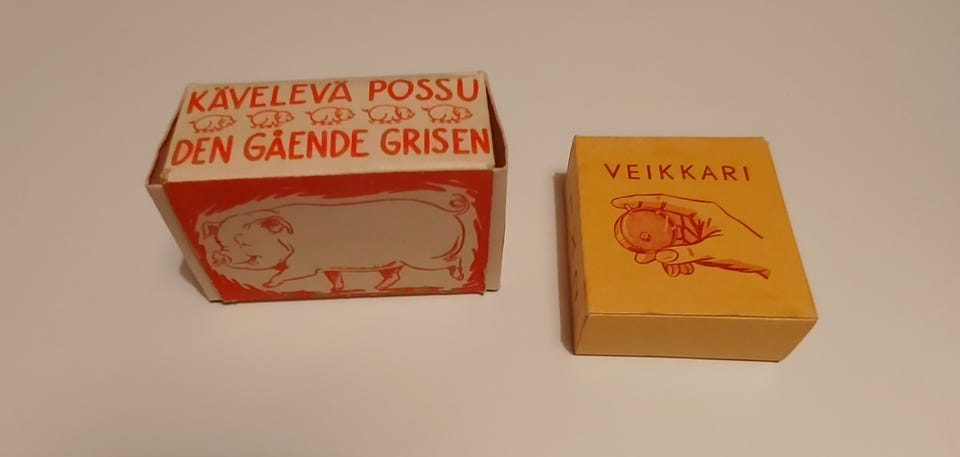 KÄVELEVÄ POSSU
DEN GÅENDE GRISEN
VEIKKARI